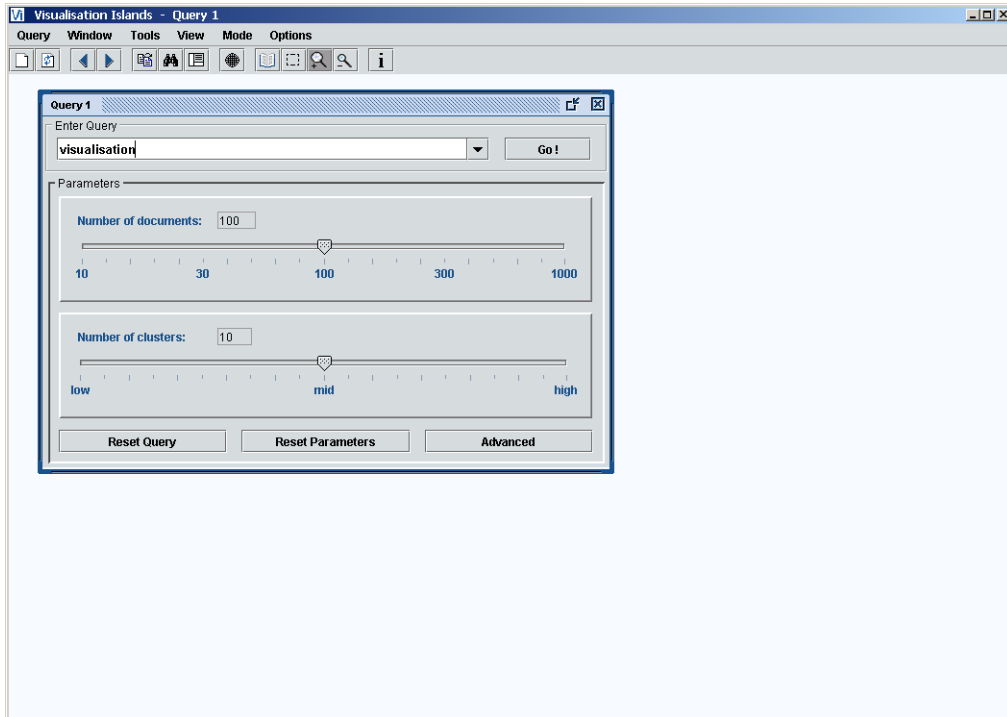 Vi Visualisation Islands - Query 1
Query Window Tools View Mode Options
i
Query 1
Enter Query
visualisation Go!
Parameters
Number of documents: 100
10 30 100 300 1000
Number of clusters: 10
low mid high
Reset Query Reset Parameters Advanced